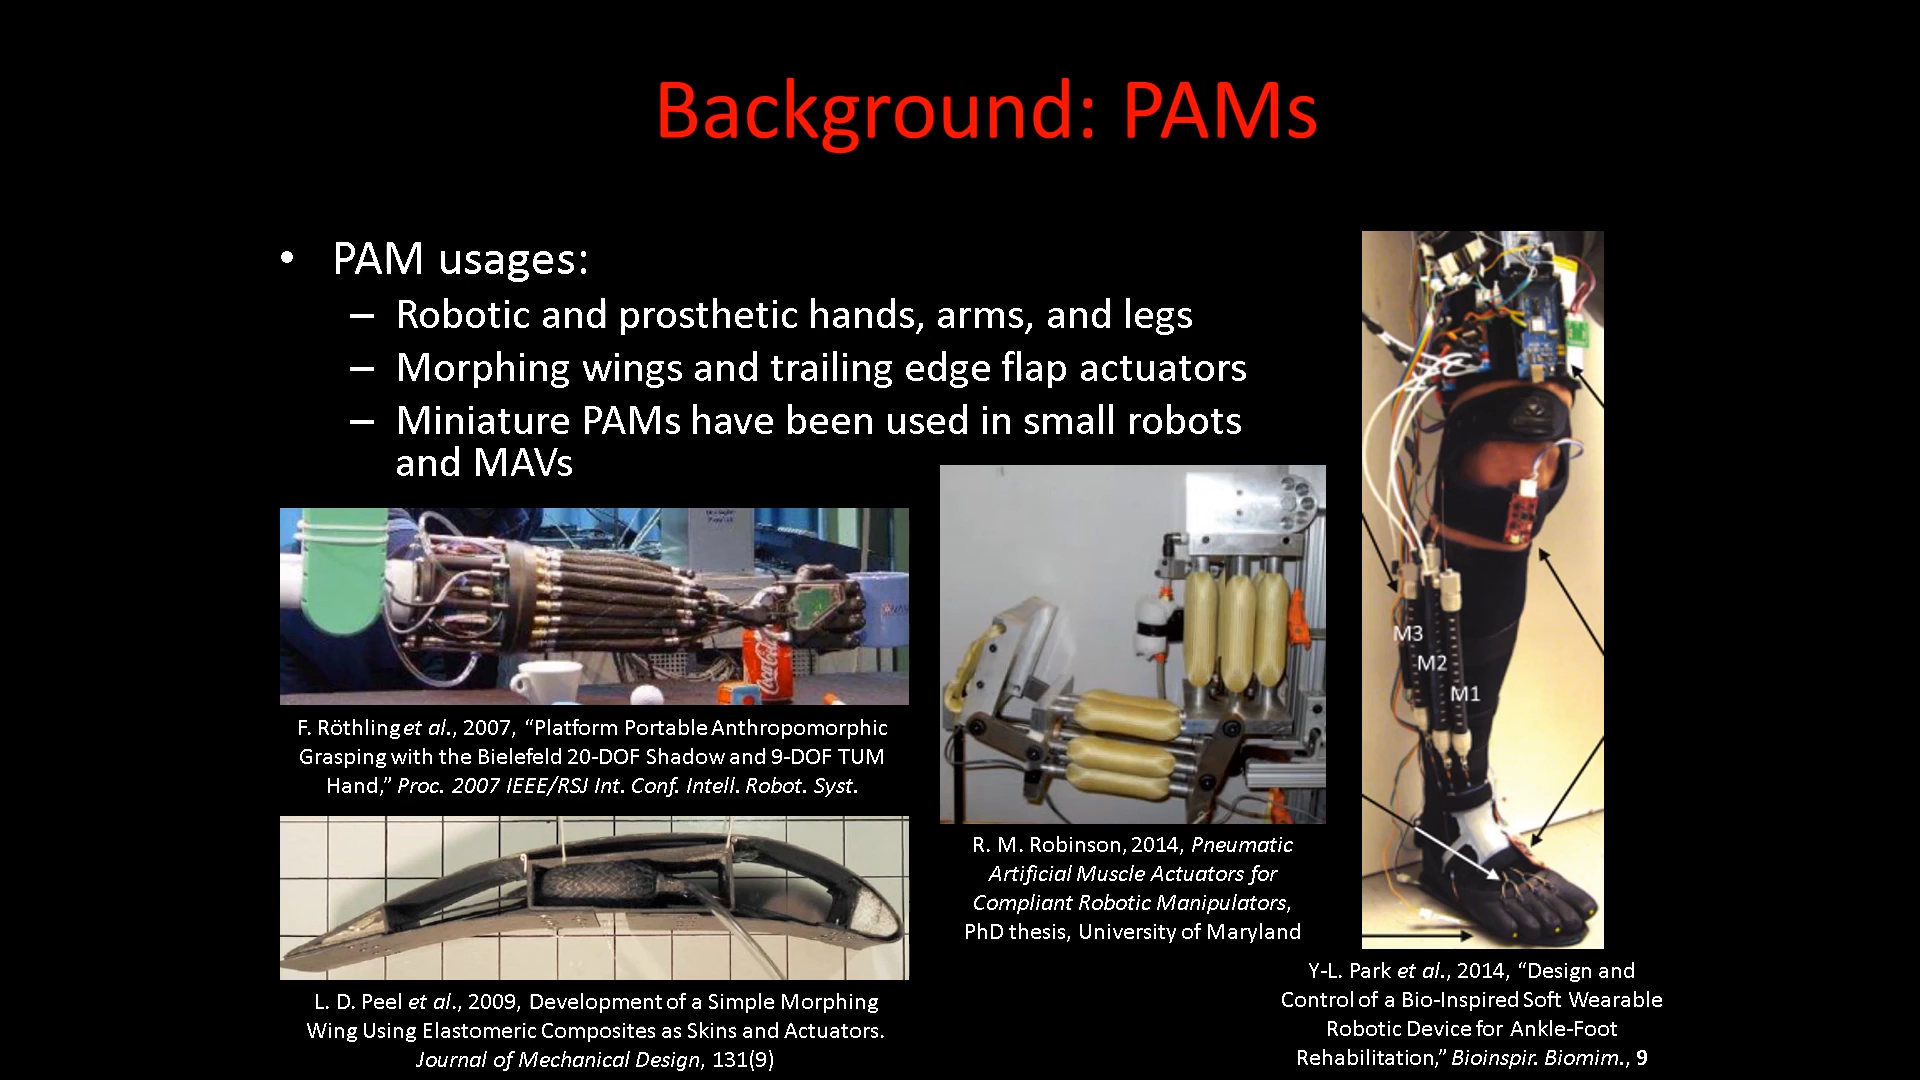 Background: PAMs
• PAM usages:
– Robotic and prosthetic hands, arms, and legs
– Morphing wings and trailing edge flap actuators
– Miniature PAMs have been used in small robots
and MAVs
Coca-Cola
F. Röthling et al., 2007, “Platform Portable Anthropomorphic
Grasping with the Bielefeld 20-DOF Shadow and 9-DOF TUM
Hand,” Proc. 2007 IEEE/RSJ Int. Conf. Intell. Robot. Syst.
L. D. Peel et al., 2009, Development of a Simple Morphing
Wing Using Elastomeric Composites as Skins and Actuators.
Journal of Mechanical Design, 131(9)
R. M. Robinson, 2014, Pneumatic
Artificial Muscle Actuators for
Compliant Robotic Manipulators,
PhD thesis, University of Maryland
M3
M2
M1
Y-L. Park et al., 2014, “Design and
Control of a Bio-Inspired Soft Wearable
Robotic Device for Ankle-Foot
Rehabilitation,” Bioinspir. Biomim., 9